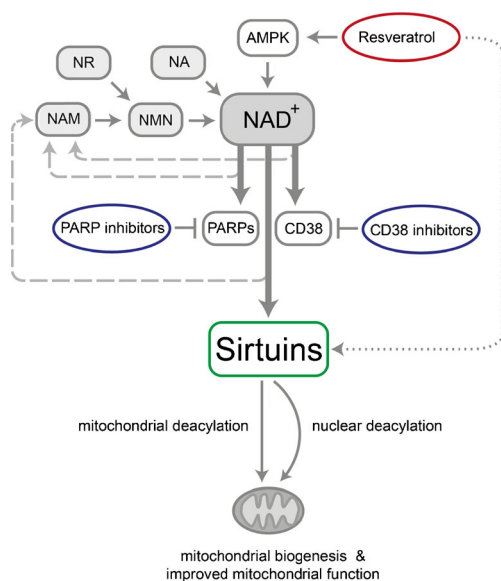 AMPK
Resveratrol
NR
NA
NAM
NMN
NAD+
PARP inhibitors
PARPs
CD38
CD38 inhibitors
Sirtuins
mitochondrial deacylation
nuclear deacylation
mitochondrial biogenesis &
improved mitochondrial function